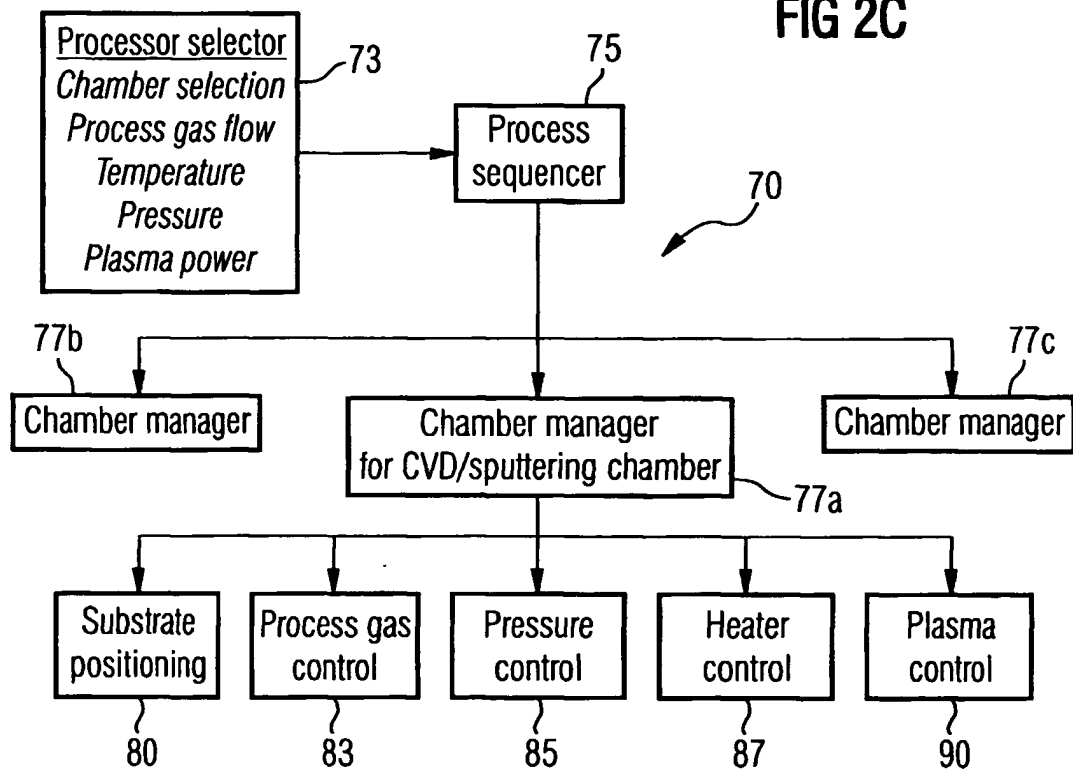 FIG 2C
Processor selector
Chamber selection
Process gas flow
Temperature
Pressure
Plasma power
73
75
Process
sequencer
70
77b
Chamber manager
Chamber manager
for CVD/sputtering chamber
77a
77c
Chamber manager
Substrate
positioning
Process gas
control
Pressure
control
Heater
control
Plasma
control
80
83
85
87
90